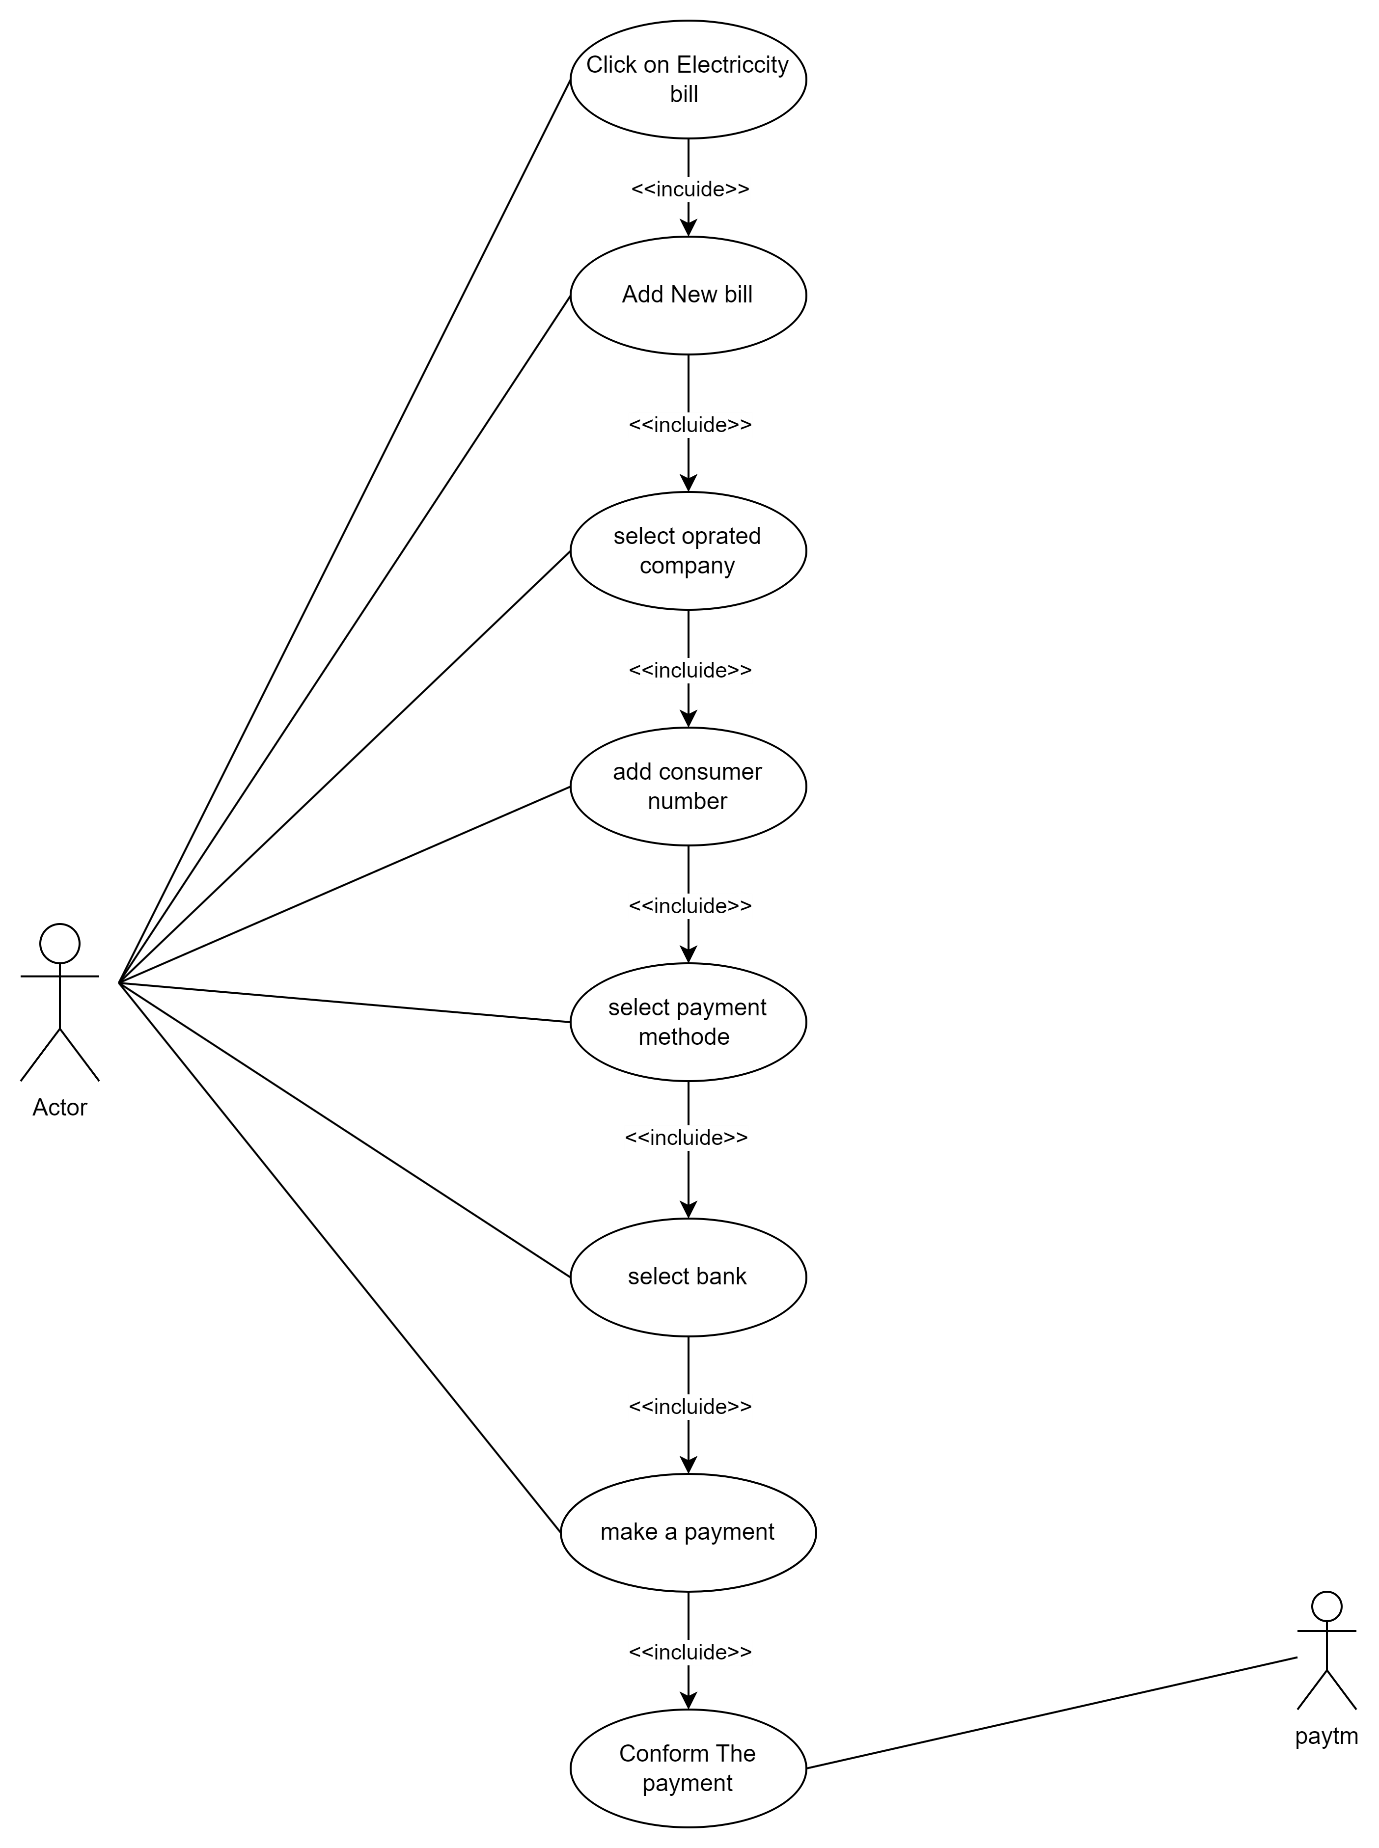 Click on Electriccity
bill
<<incuide>>
Add New bill
<<incluide>>
select oprated
company
<<incluide>>
add consumer
number
<<incluide>>
select payment
methode
Actor
<<incluide>>
select bank
<<incluide>>
make a payment
<<incluide>>
paytm
Conform The
payment